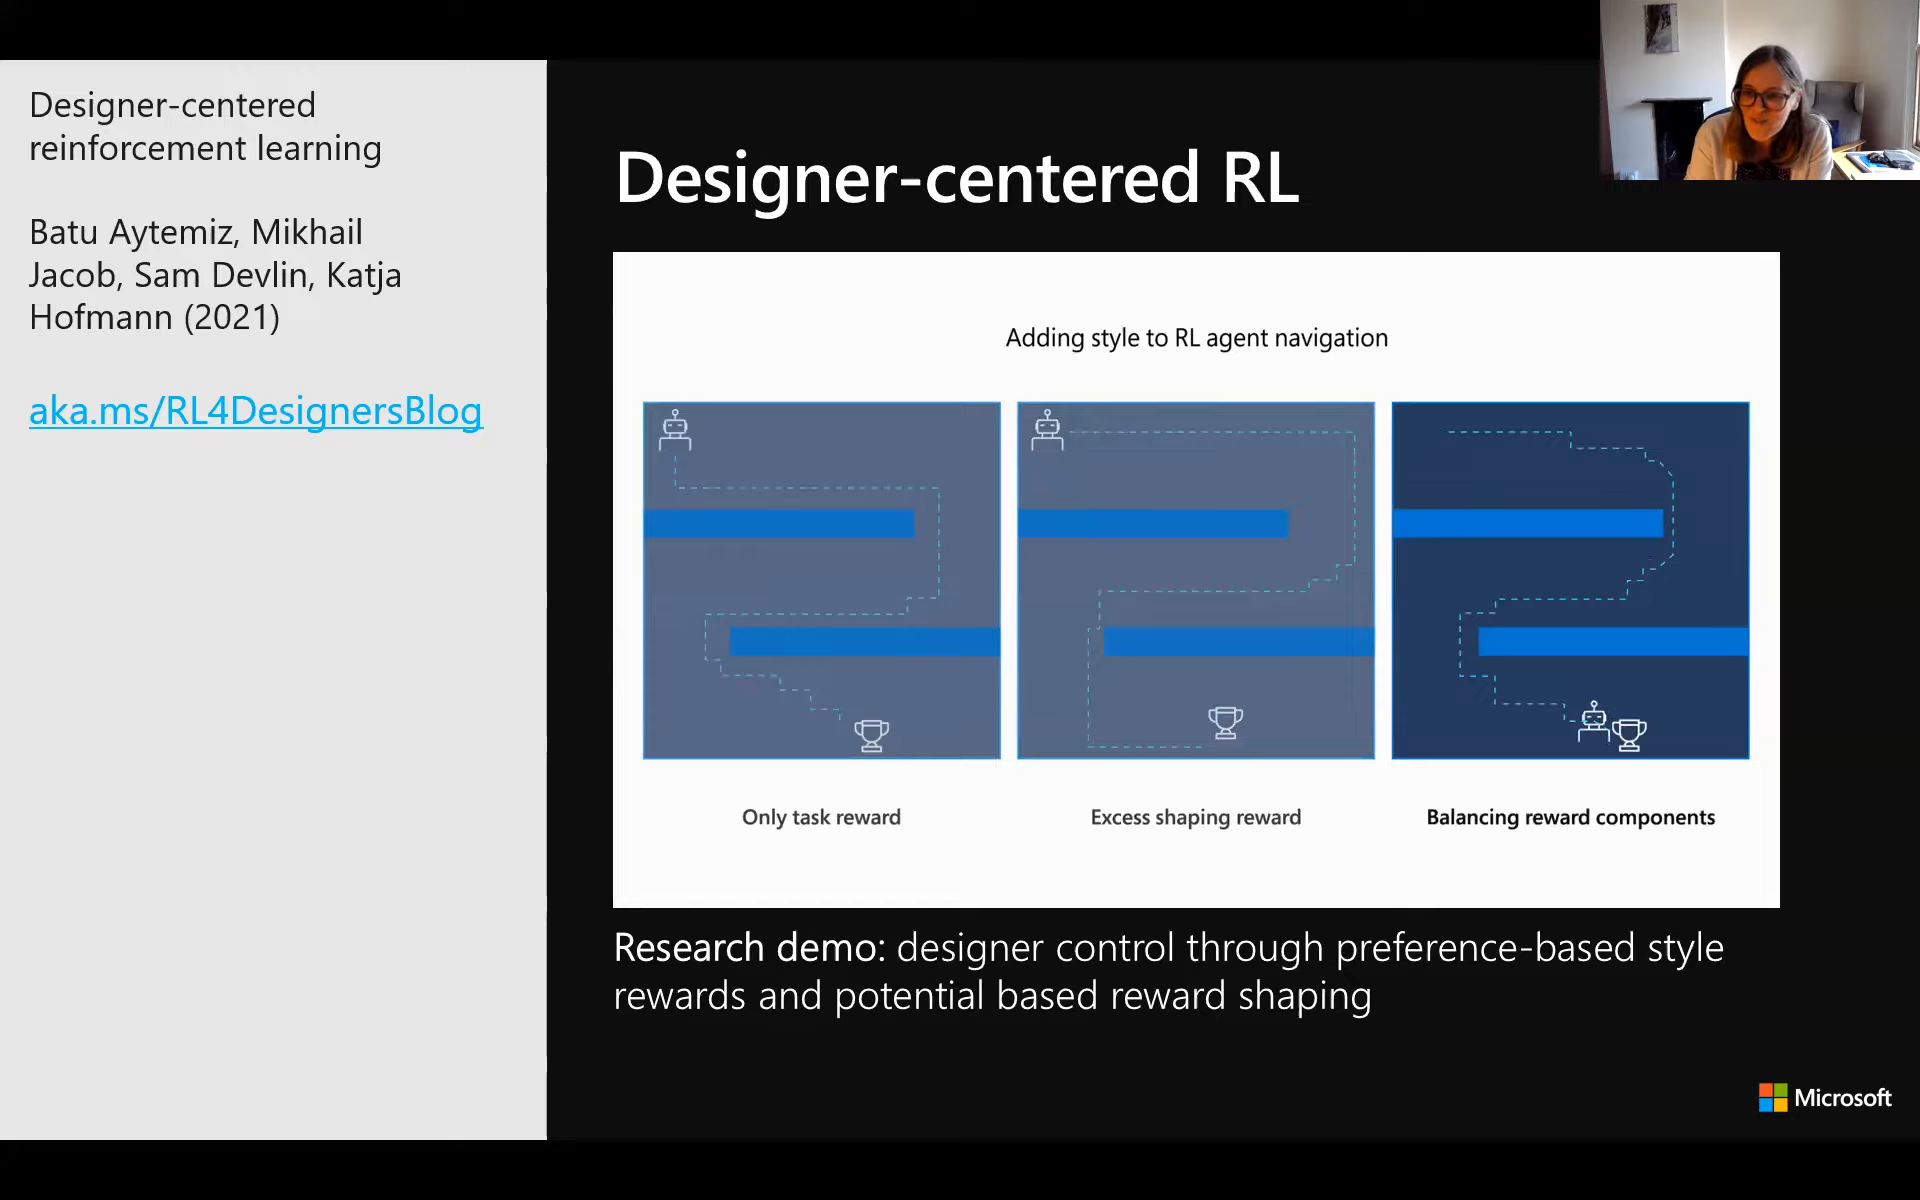 Designer-centered
reinforcement learning
Batu Aytemiz, Mikhail
Jacob, Sam Devlin, Katja
Hofmann (2021)
aka.ms/RL4DesignersBlog
Designer-centered RL
Adding style to RL agent navigation
Only task reward
Excess shaping reward
Balancing reward components
Research demo: designer control through preference-based style
rewards and potential based reward shaping
Microsoft